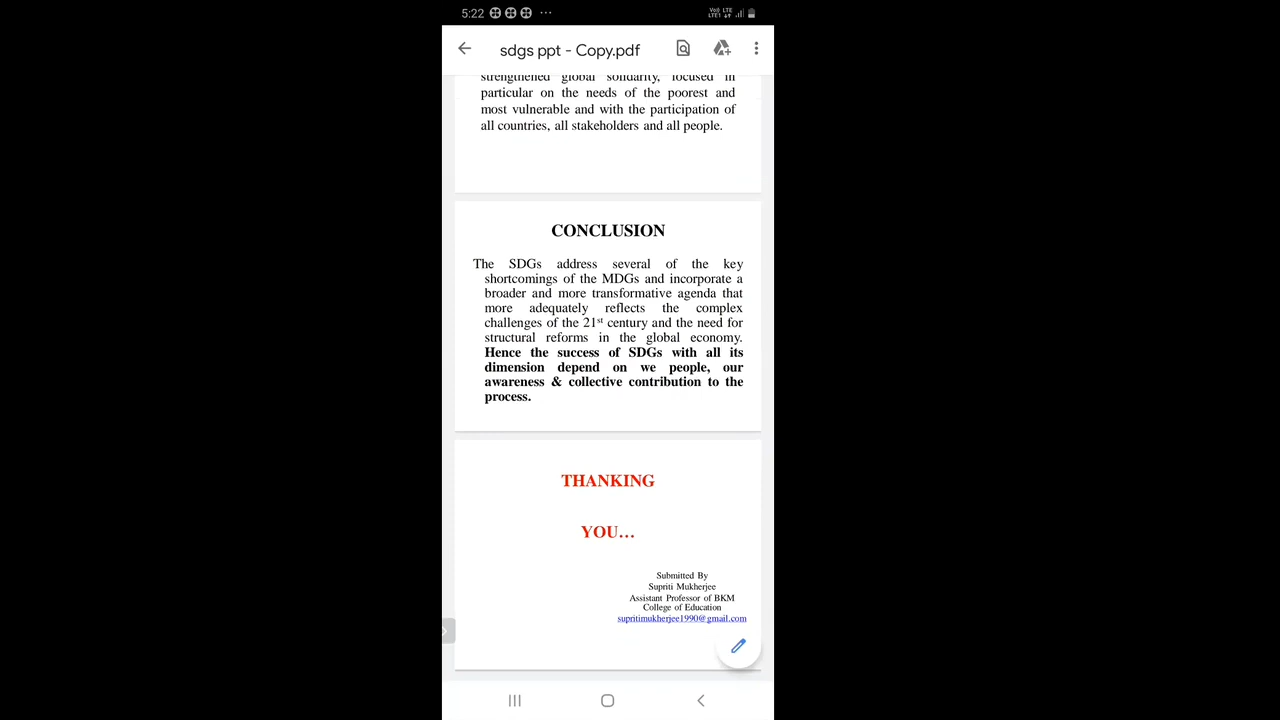 5:22
Vo)) LTE
LTE1
sdgs ppt - Copy.pdf
strengthened global solidarity, focused in
particular on the needs of the poorest and
most vulnerable and with the participation of
all countries, all stakeholders and all people.
CONCLUSION
The SDGs address several of the key
shortcomings of the MDGs and incorporate a
broader and more transformative agenda that
more adequately reflects the complex
challenges of the 21st century and the need for
structural reforms in the global economy.
Hence the success of SDGs with all its
dimension depend on we people, our
awareness & collective contribution to the
process.
THANKING
YOU...
Submitted By
Supriti Mukherjee
Assistant Professor of BKM
College of Education
supritimukherjee1990@gmail.com